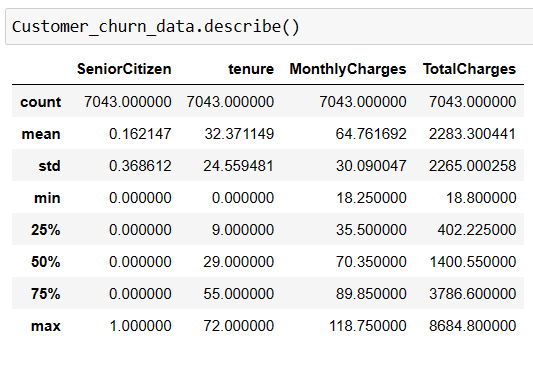 Customer_churn_data.describe()
SeniorCitizen tenure MonthlyCharges TotalCharges
count 7043.000000 7043.000000 7043.000000 7043.000000
mean 0.162147 32.371149 64.761692 2283.300441
std 0.368612 24.559481 30.090047 2265.000258
min 0.000000 0.000000 18.250000 18.800000
25% 0.000000 9.000000 35.500000 402.225000
50% 0.000000 29.000000 70.350000 1400.550000
75% 0.000000 55.000000 89.850000 3786.600000
max 1.000000 72.000000 118.750000 8684.800000